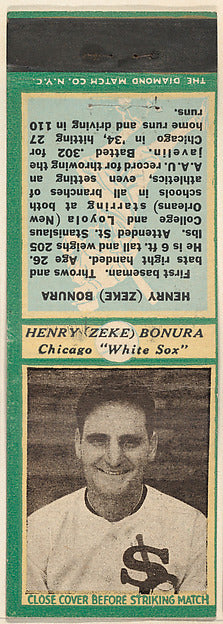 THE DIAMOND MATCH CO. N.Y.C.
HENRY (ZEKE) BONURA
First baseman. Throws and
bats right handed. Age 26.
He is 6 ft. tall and weighs 205
lbs. Attended St. Stanislaus
College and Loyola (New
Orleans) starring at both
schools in all branches of
athletics, even setting an
A.A.U. record for throwing the
javelin. Batted .302 for
Chicago in '34, hitting 27
home runs and driving in 110
runs.
HENRY (ZEKE) BONURA
Chicago "White Sox"
SOX
CLOSE COVER BEFORE STRIKING MATCH